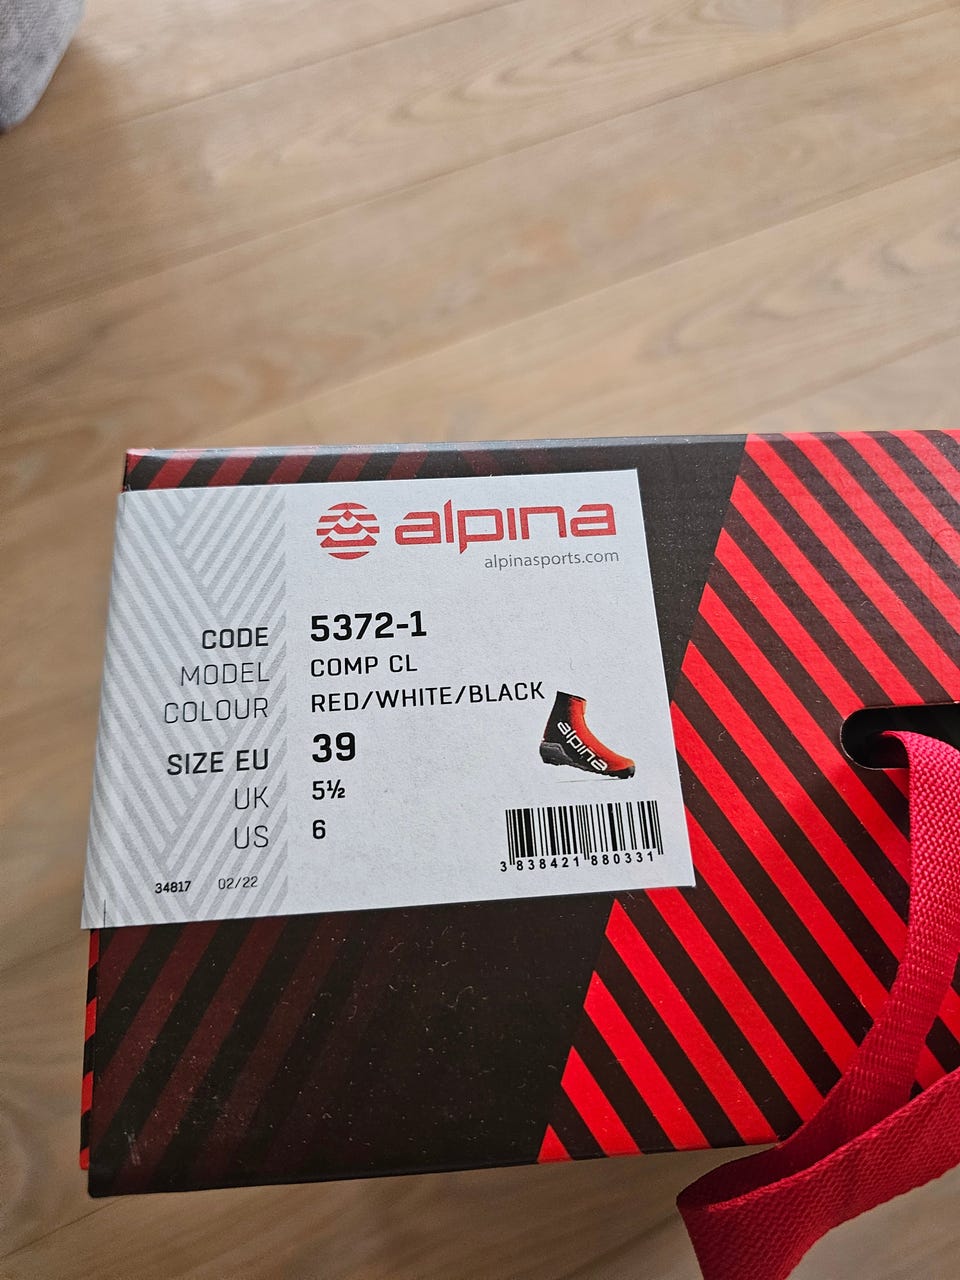 alpina
alpinasports.com
CODE 5372-1
MODEL COMP CL
COLOUR RED/WHITE/BLACK
SIZE EU 39
UK 5½
US 6
alpina
34817 02/22
3 838421 880331